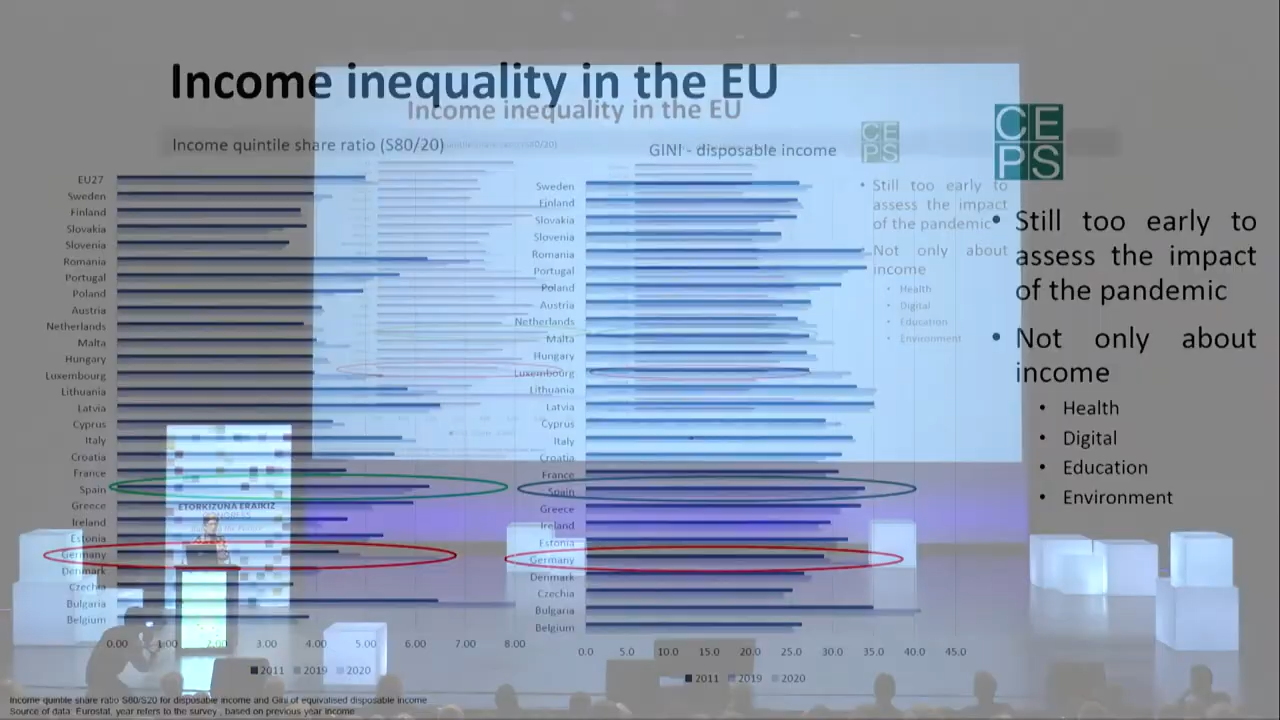 Income inequality in the EU
Income inequality in the EU
Income quintile share ratio (S80/20)
GINI - disposable income
CE
PS
CE
PS
EU27
Sweden
Finland
Slovakia
Slovenia
Romania
Portugal
Poland
Austria
Netherlands
Malta
Hungary
Luxembourg
Lithuania
Latvia
Cyprus
Italy
Croatia
France
Spain
Greece
Ireland
Estonia
Germany
Denmark
Czechia
Bulgaria
Belgium
0.00 1.00 2.00 3.00 4.00 5.00 6.00 7.00 8.00
2011 2019 2020
Sweden
Finland
Slovakia
Slovenia
Romania
Portugal
Poland
Austria
Netherlands
Malta
Hungary
Luxembourg
Lithuania
Latvia
Cyprus
Italy
Croatia
France
Spain
Greece
Ireland
Estonia
Germany
Denmark
Czechia
Bulgaria
Belgium
0.0 5.0 10.0 15.0 20.0 25.0 30.0 35.0 40.0 45.0
2011 2019 2020
• Still too early to
assess the impact
of the pandemic
Not only about
income
• Health
• Digital
• Education
• Environment
• Still too early to
assess the impact
of the pandemic
• Not only about
income
• Health
• Digital
• Education
• Environment
ETORKIZUNA ERAIKIZ
Income quintile share ratio S80/S20 for disposable income and Gini of equivalised disposable income
Source of data: Eurostat, year refers to the survey , based on previous year income